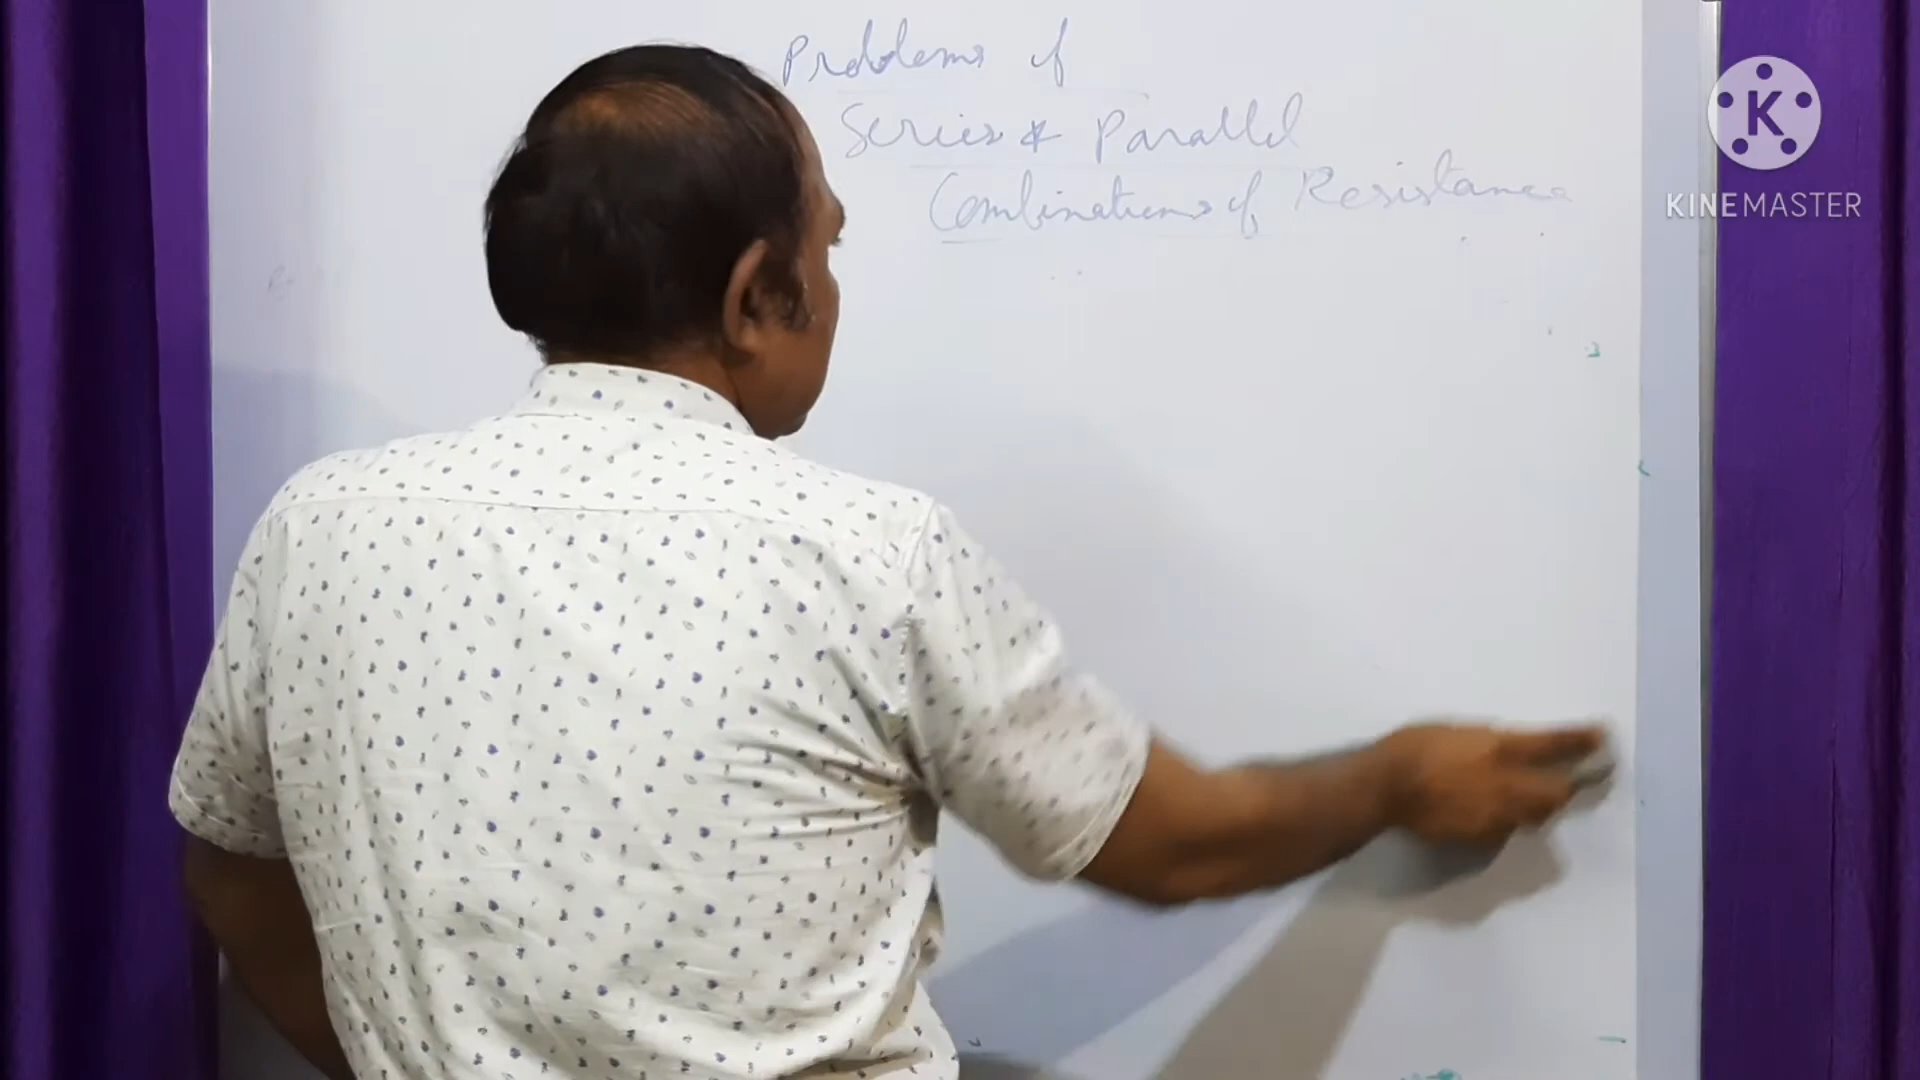 Problems of
Series & Parallel
Combinations of Resistance
KINEMASTER